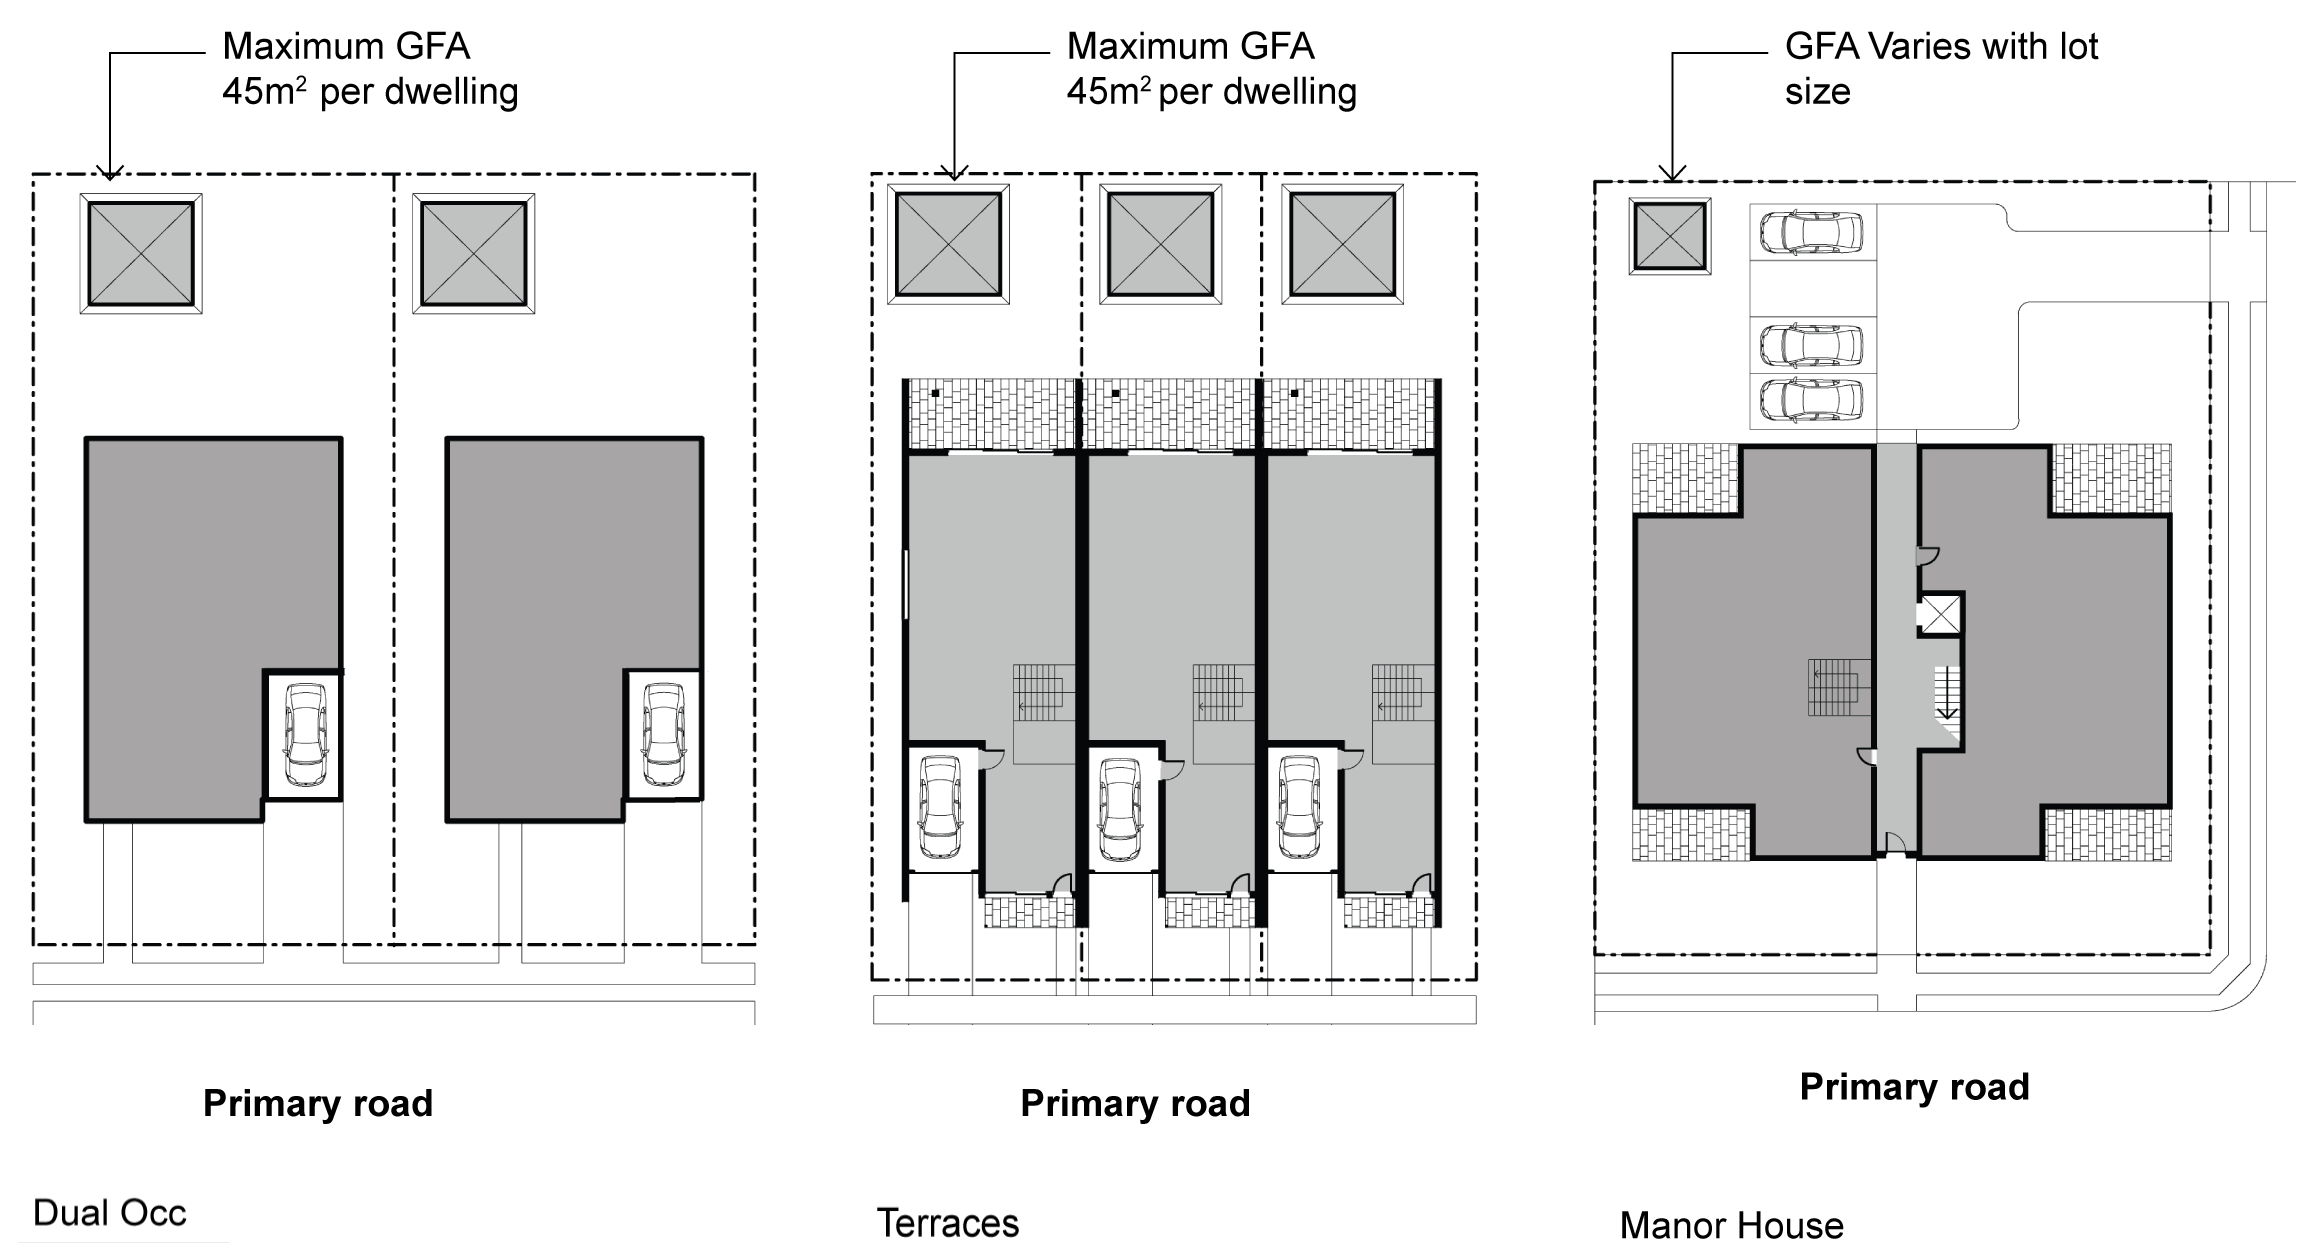 Maximum GFA
45m² per dwelling
Maximum GFA
45m² per dwelling
GFA Varies with lot
size
Primary road
Primary road
Primary road
Dual Occ
Terraces
Manor House